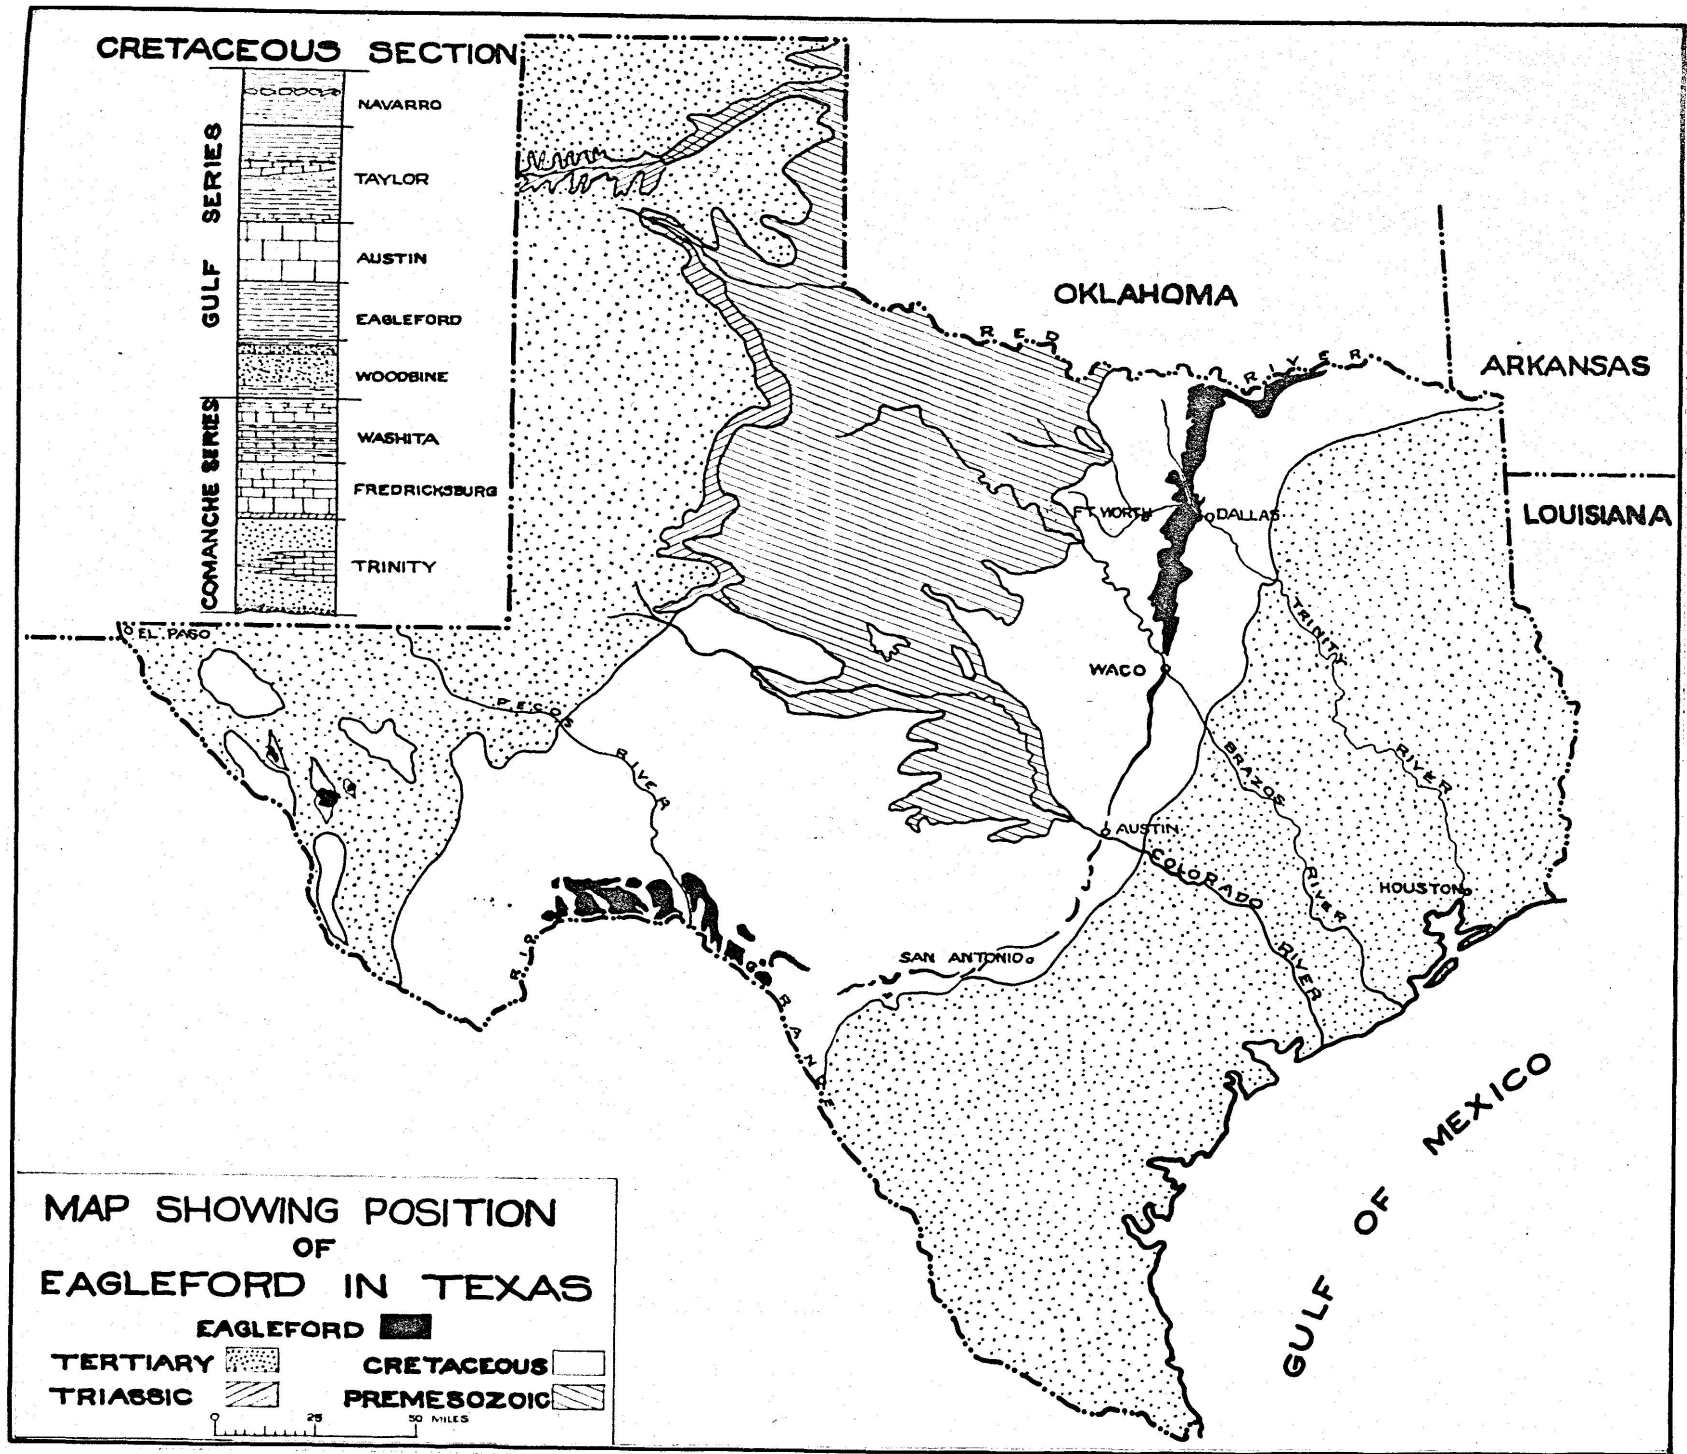 CRETACEOUS SECTION
GULF SERIES
NAVARRO
TAYLOR
AUSTIN
EAGLEFORD
WOODBINE
COMANCHE SERIES
WASHITA
FREDRICKSBURG
TRINITY
OKLAHOMA
RED RIVER
ARKANSAS
LOUISIANA
FT. WORTH
DALLAS
EL PASO
PECOS RIVER
WACO
TRINITY RIVER
BRAZOS RIVER
AUSTIN
COLORADO RIVER
HOUSTON
SAN ANTONIO
RIO GRANDE
GULF OF MEXICO
MAP SHOWING POSITION
OF
EAGLEFORD IN TEXAS
EAGLEFORD
TERTIARY CRETACEOUS
TRIASSIC PREMESOZOIC
0 25 50 MILES